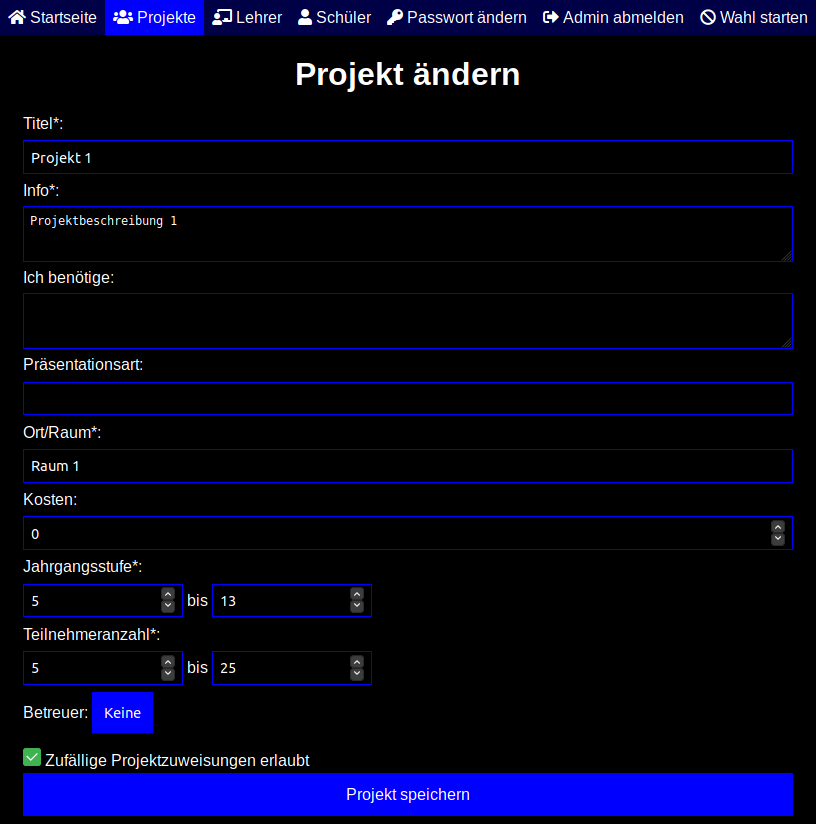 Startseite Projekte Lehrer Schüler Passwort ändern Admin abmelden Wahl starten
Projekt ändern
Titel*:
Projekt 1
Info*:
Projektbeschreibung 1
Ich benötige:
Präsentationsart:
Ort/Raum*:
Raum 1
Kosten:
0
Jahrgangsstufe*:
5 bis 13
Teilnehmeranzahl*:
5 bis 25
Betreuer: Keine
Zufällige Projektzuweisungen erlaubt
Projekt speichern